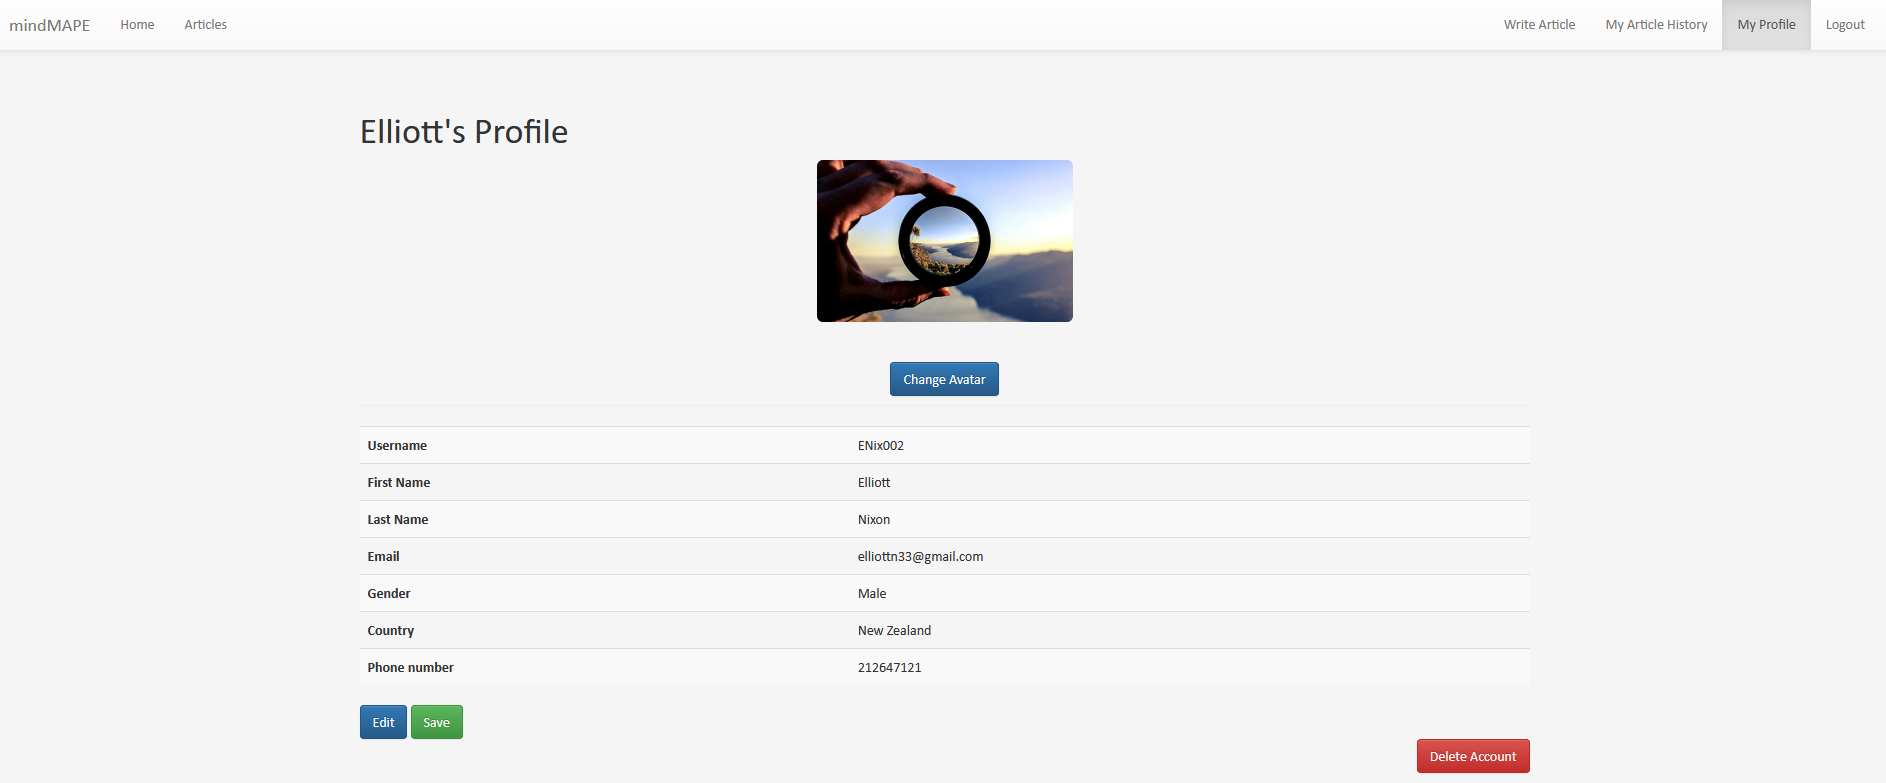 mindMAPE Home Articles Write Article My Article History My Profile Logout
Elliott's Profile
Change Avatar
Username ENix002
First Name Elliott
Last Name Nixon
Email elliottn33@gmail.com
Gender Male
Country New Zealand
Phone number 212647121
Edit Save
Delete Account